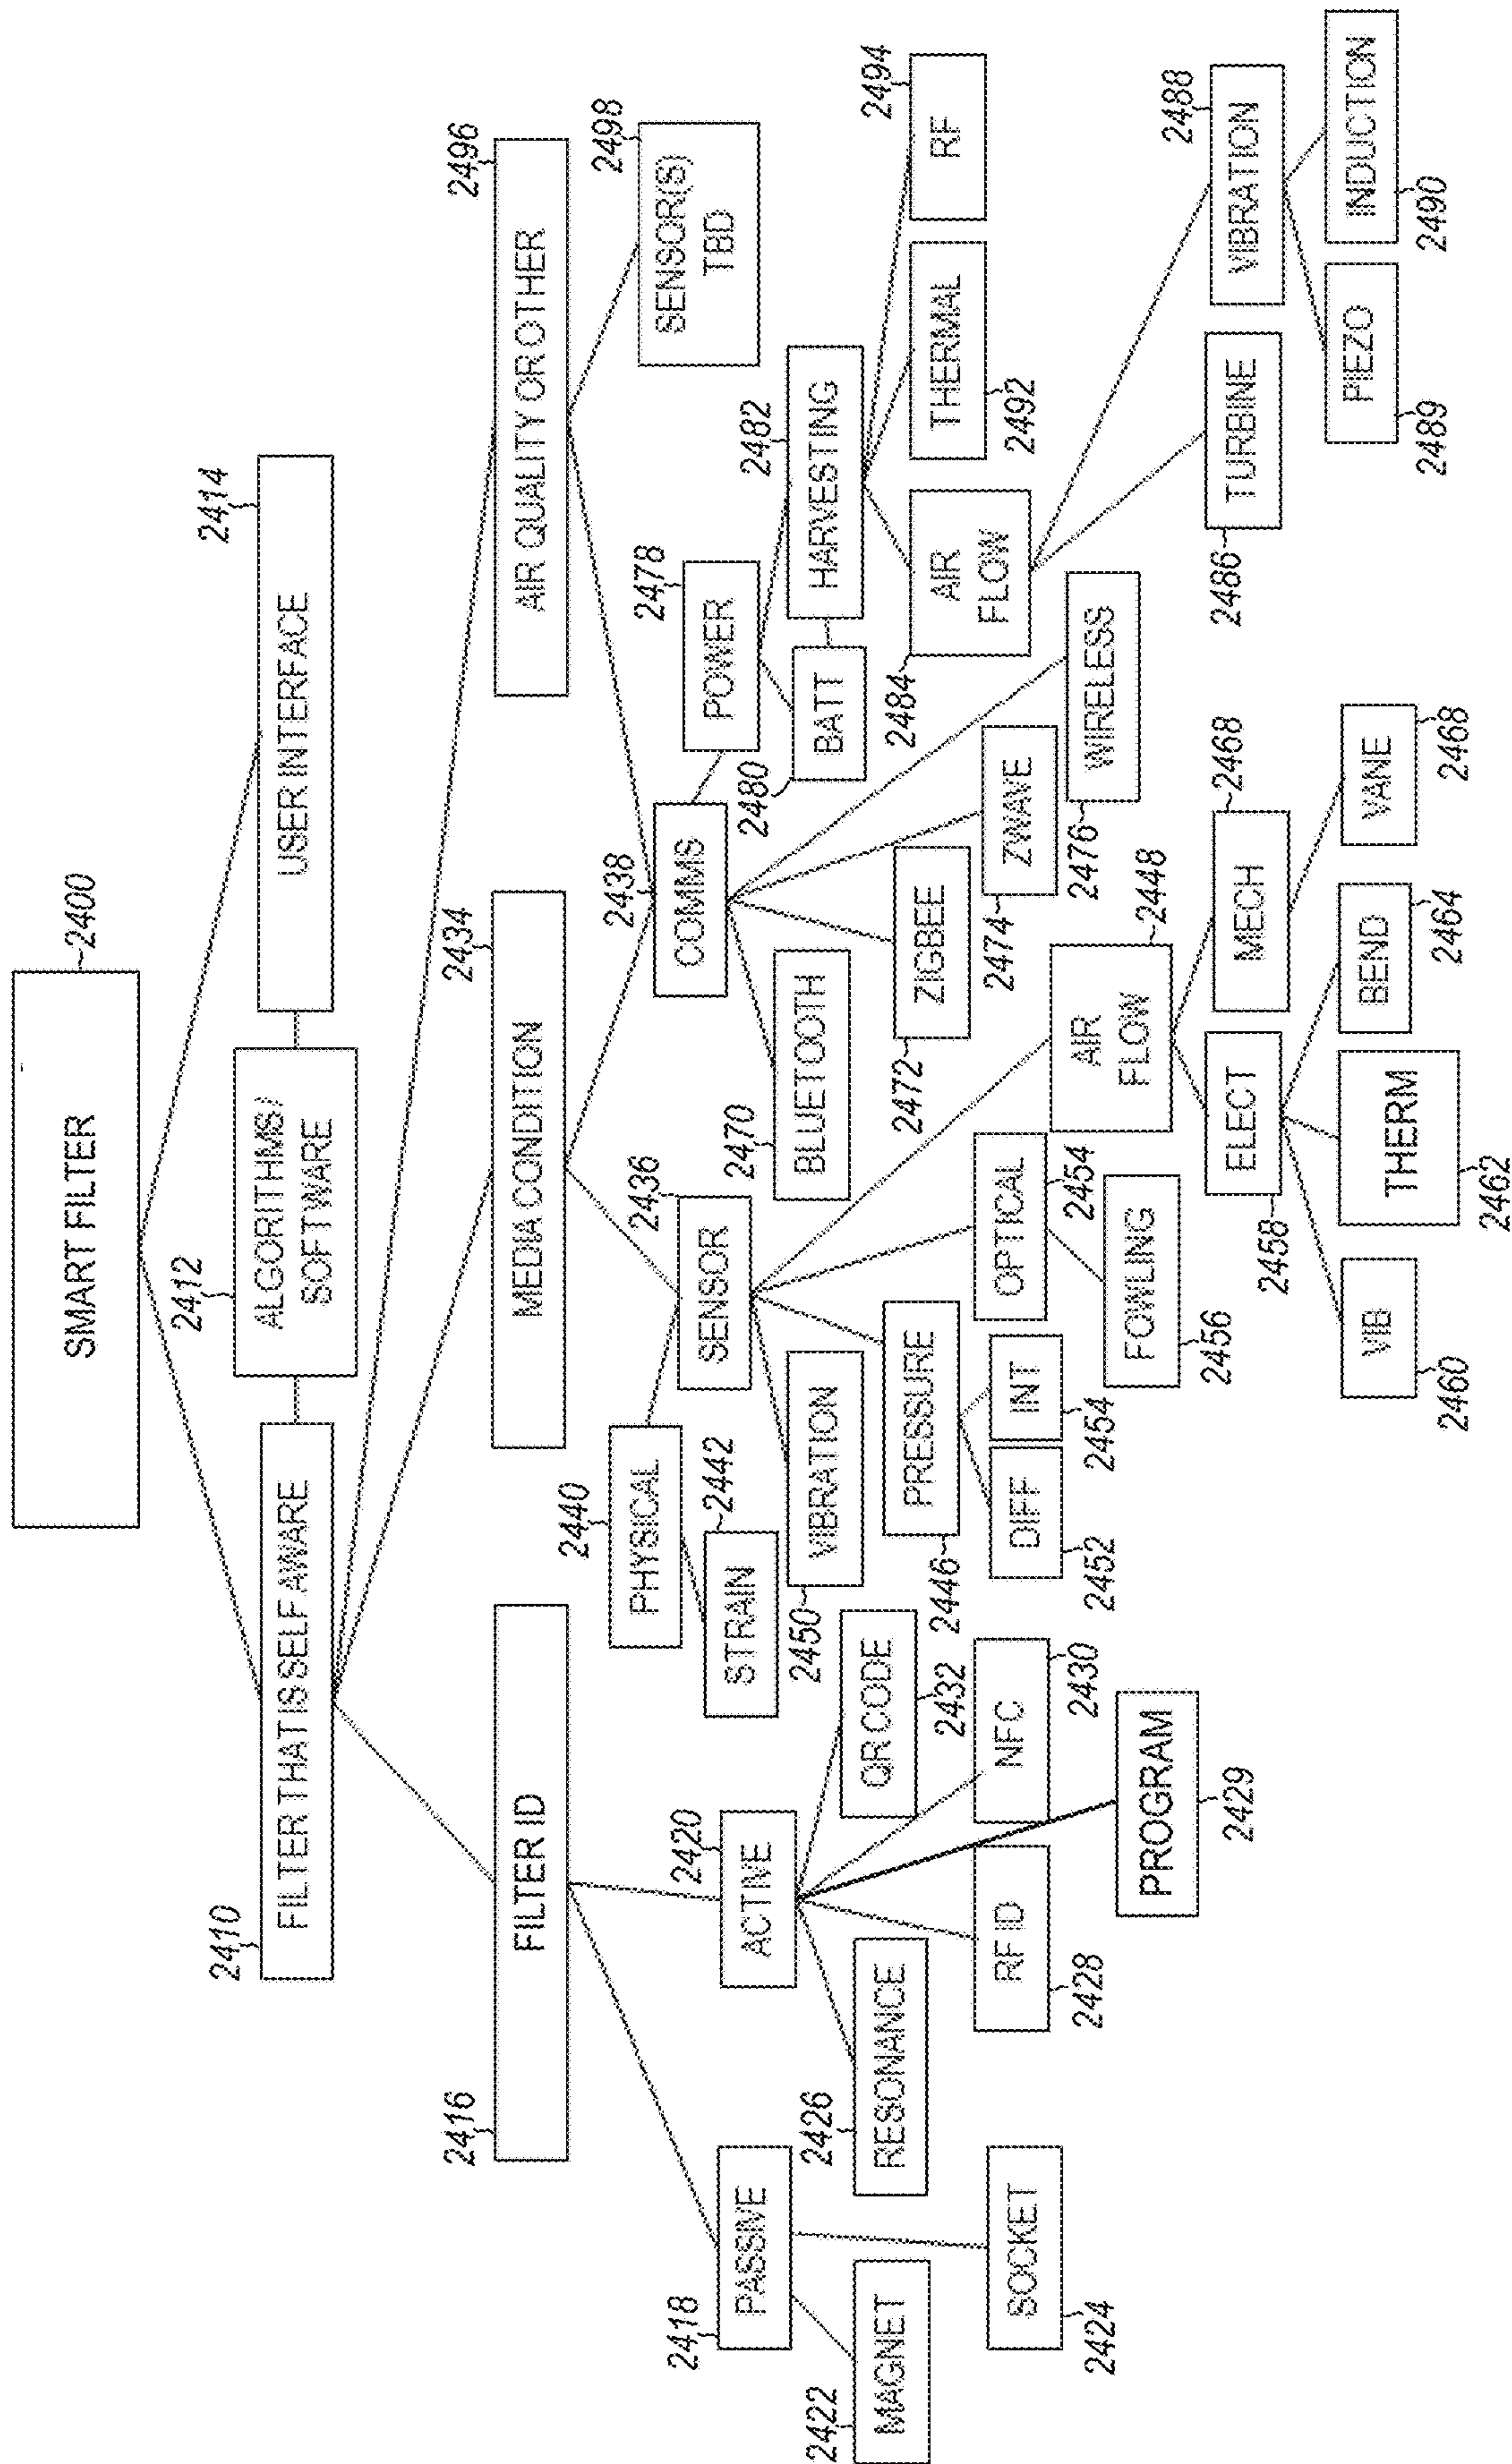 SMART FILTER
2400
2410
FILTER THAT IS SELF AWARE
2412
ALGORITHMS/
SOFTWARE
2414
USER INTERFACE
2416
FILTER ID
2434
MEDIA CONDITION
2496
AIR QUALITY OR OTHER
2418
PASSIVE
2420
ACTIVE
2440
PHYSICAL
2442
STRAIN
2436
SENSOR
2438
COMMS
2478
POWER
2498
SENSOR(S)
TBD
2422
MAGNET
2424
SOCKET
2426
RESONANCE
2428
RF ID
PROGRAM
2429
NFC
2430
QR CODE
2432
2450
VIBRATION
2446
PRESSURE
DIFF
2452
INT
2454
OPTICAL
2454
FOWLING
2456
2470
BLUETOOTH
2472
ZIGBEE
2474
ZWAVE
2476
WIRELESS
2480
BATT
2482
HARVESTING
2484
AIR
FLOW
THERMAL
2492
2494
RF
AIR
FLOW
2448
2458
ELECT
MECH
2468
VIB
2460
THERM
2462
BEND
2464
VANE
2468
2486
TURBINE
2488
VIBRATION
PIEZO
2489
INDUCTION
2490